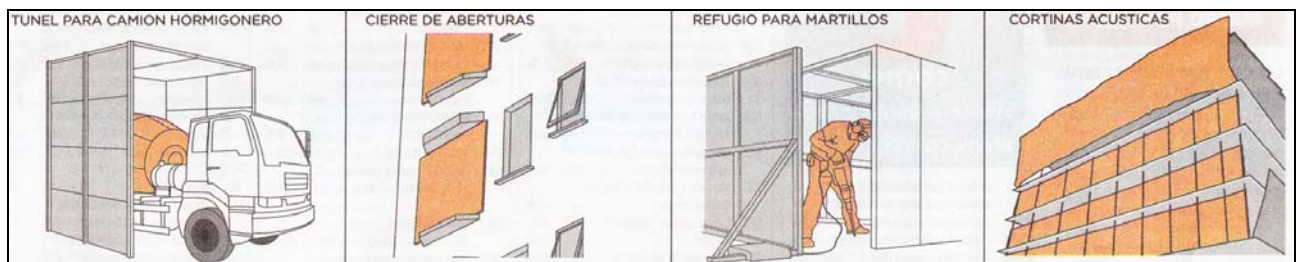 TUNEL PARA CAMION HORMIGONERO
CIERRE DE ABERTURAS
REFUGIO PARA MARTILLOS
CORTINAS ACUSTICAS